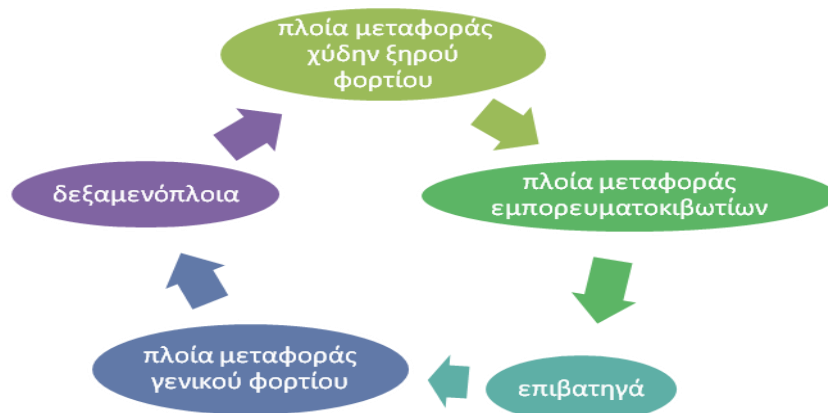 πλοία μεταφοράς
χύδην ξηρού
φορτίου
πλοία μεταφοράς
εμπορευματοκιβωτίων
επιβατηγά
πλοία μεταφοράς
γενικού φορτίου
δεξαμενόπλοια